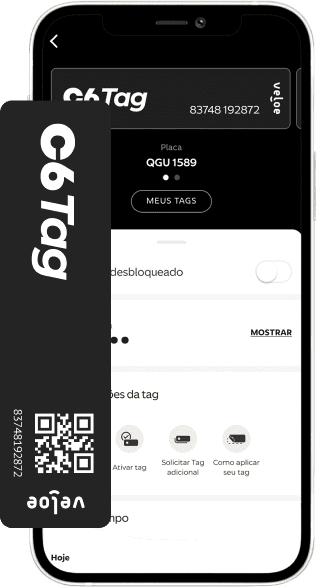 C6 Tag
83748 192872
veloe
Placa
QGU 1589
MEUS TAGS
desbloqueado
MOSTRAR
ões da tag
Ativar tag
Solicitar Tag
adicional
Como aplicar
seu tag
mpo
Hoje
C6 Tag
83748192872
veloe